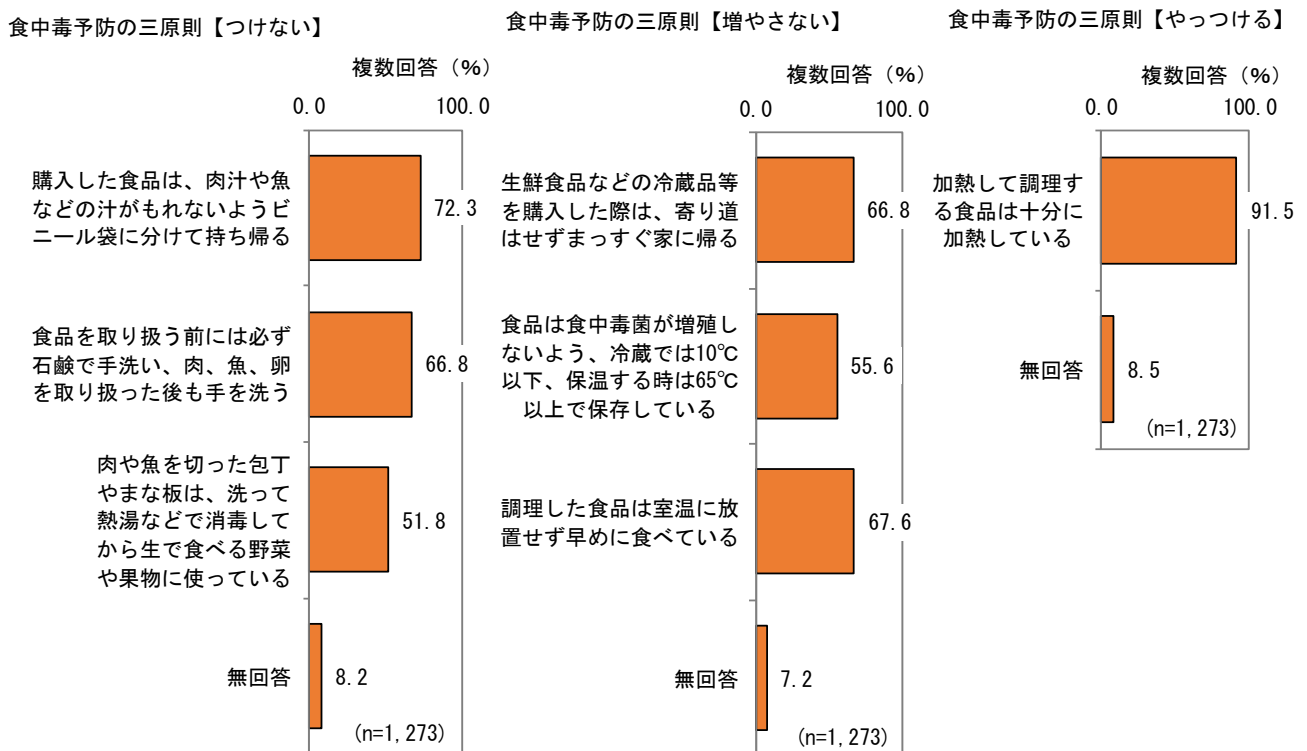 食中毒予防の三原則【つけない】
複数回答（%）
0.0 100.0
購入した食品は、肉汁や魚
などの汁がもれないようビ
ニール袋に分けて持ち帰る
72.3
食品を取り扱う前には必ず
石鹸で手洗い、肉、魚、卵
を取り扱った後も手を洗う
66.8
肉や魚を切った包丁
やまな板は、洗って
熱湯などで消毒して
から生で食べる野菜
や果物に使っている
51.8
無回答
8.2
(n=1,273)
食中毒予防の三原則【増やさない】
複数回答（%）
0.0 100.0
生鮮食品などの冷蔵品等
を購入した際は、寄り道
はせずまっすぐ家に帰る
66.8
食品は食中毒菌が増殖し
ないよう、冷蔵では10℃
以下、保温する時は65℃
以上で保存している
55.6
調理した食品は室温に放
置せず早めに食べている
67.6
無回答
7.2
(n=1,273)
食中毒予防の三原則【やっつける】
複数回答（%）
0.0 100.0
加熱して調理す
る食品は十分に
加熱している
91.5
無回答
8.5
(n=1,273)